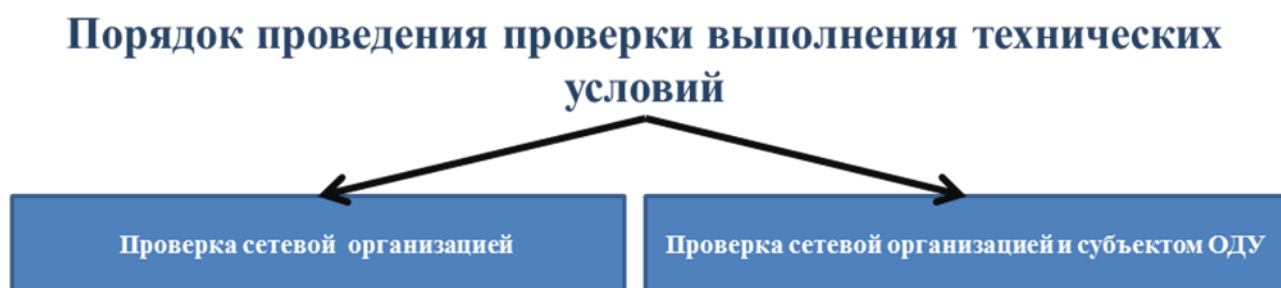 Порядок проведения проверки выполнения технических
условий
Проверка сетевой организацией
Проверка сетевой организацией и субъектом ОДУ